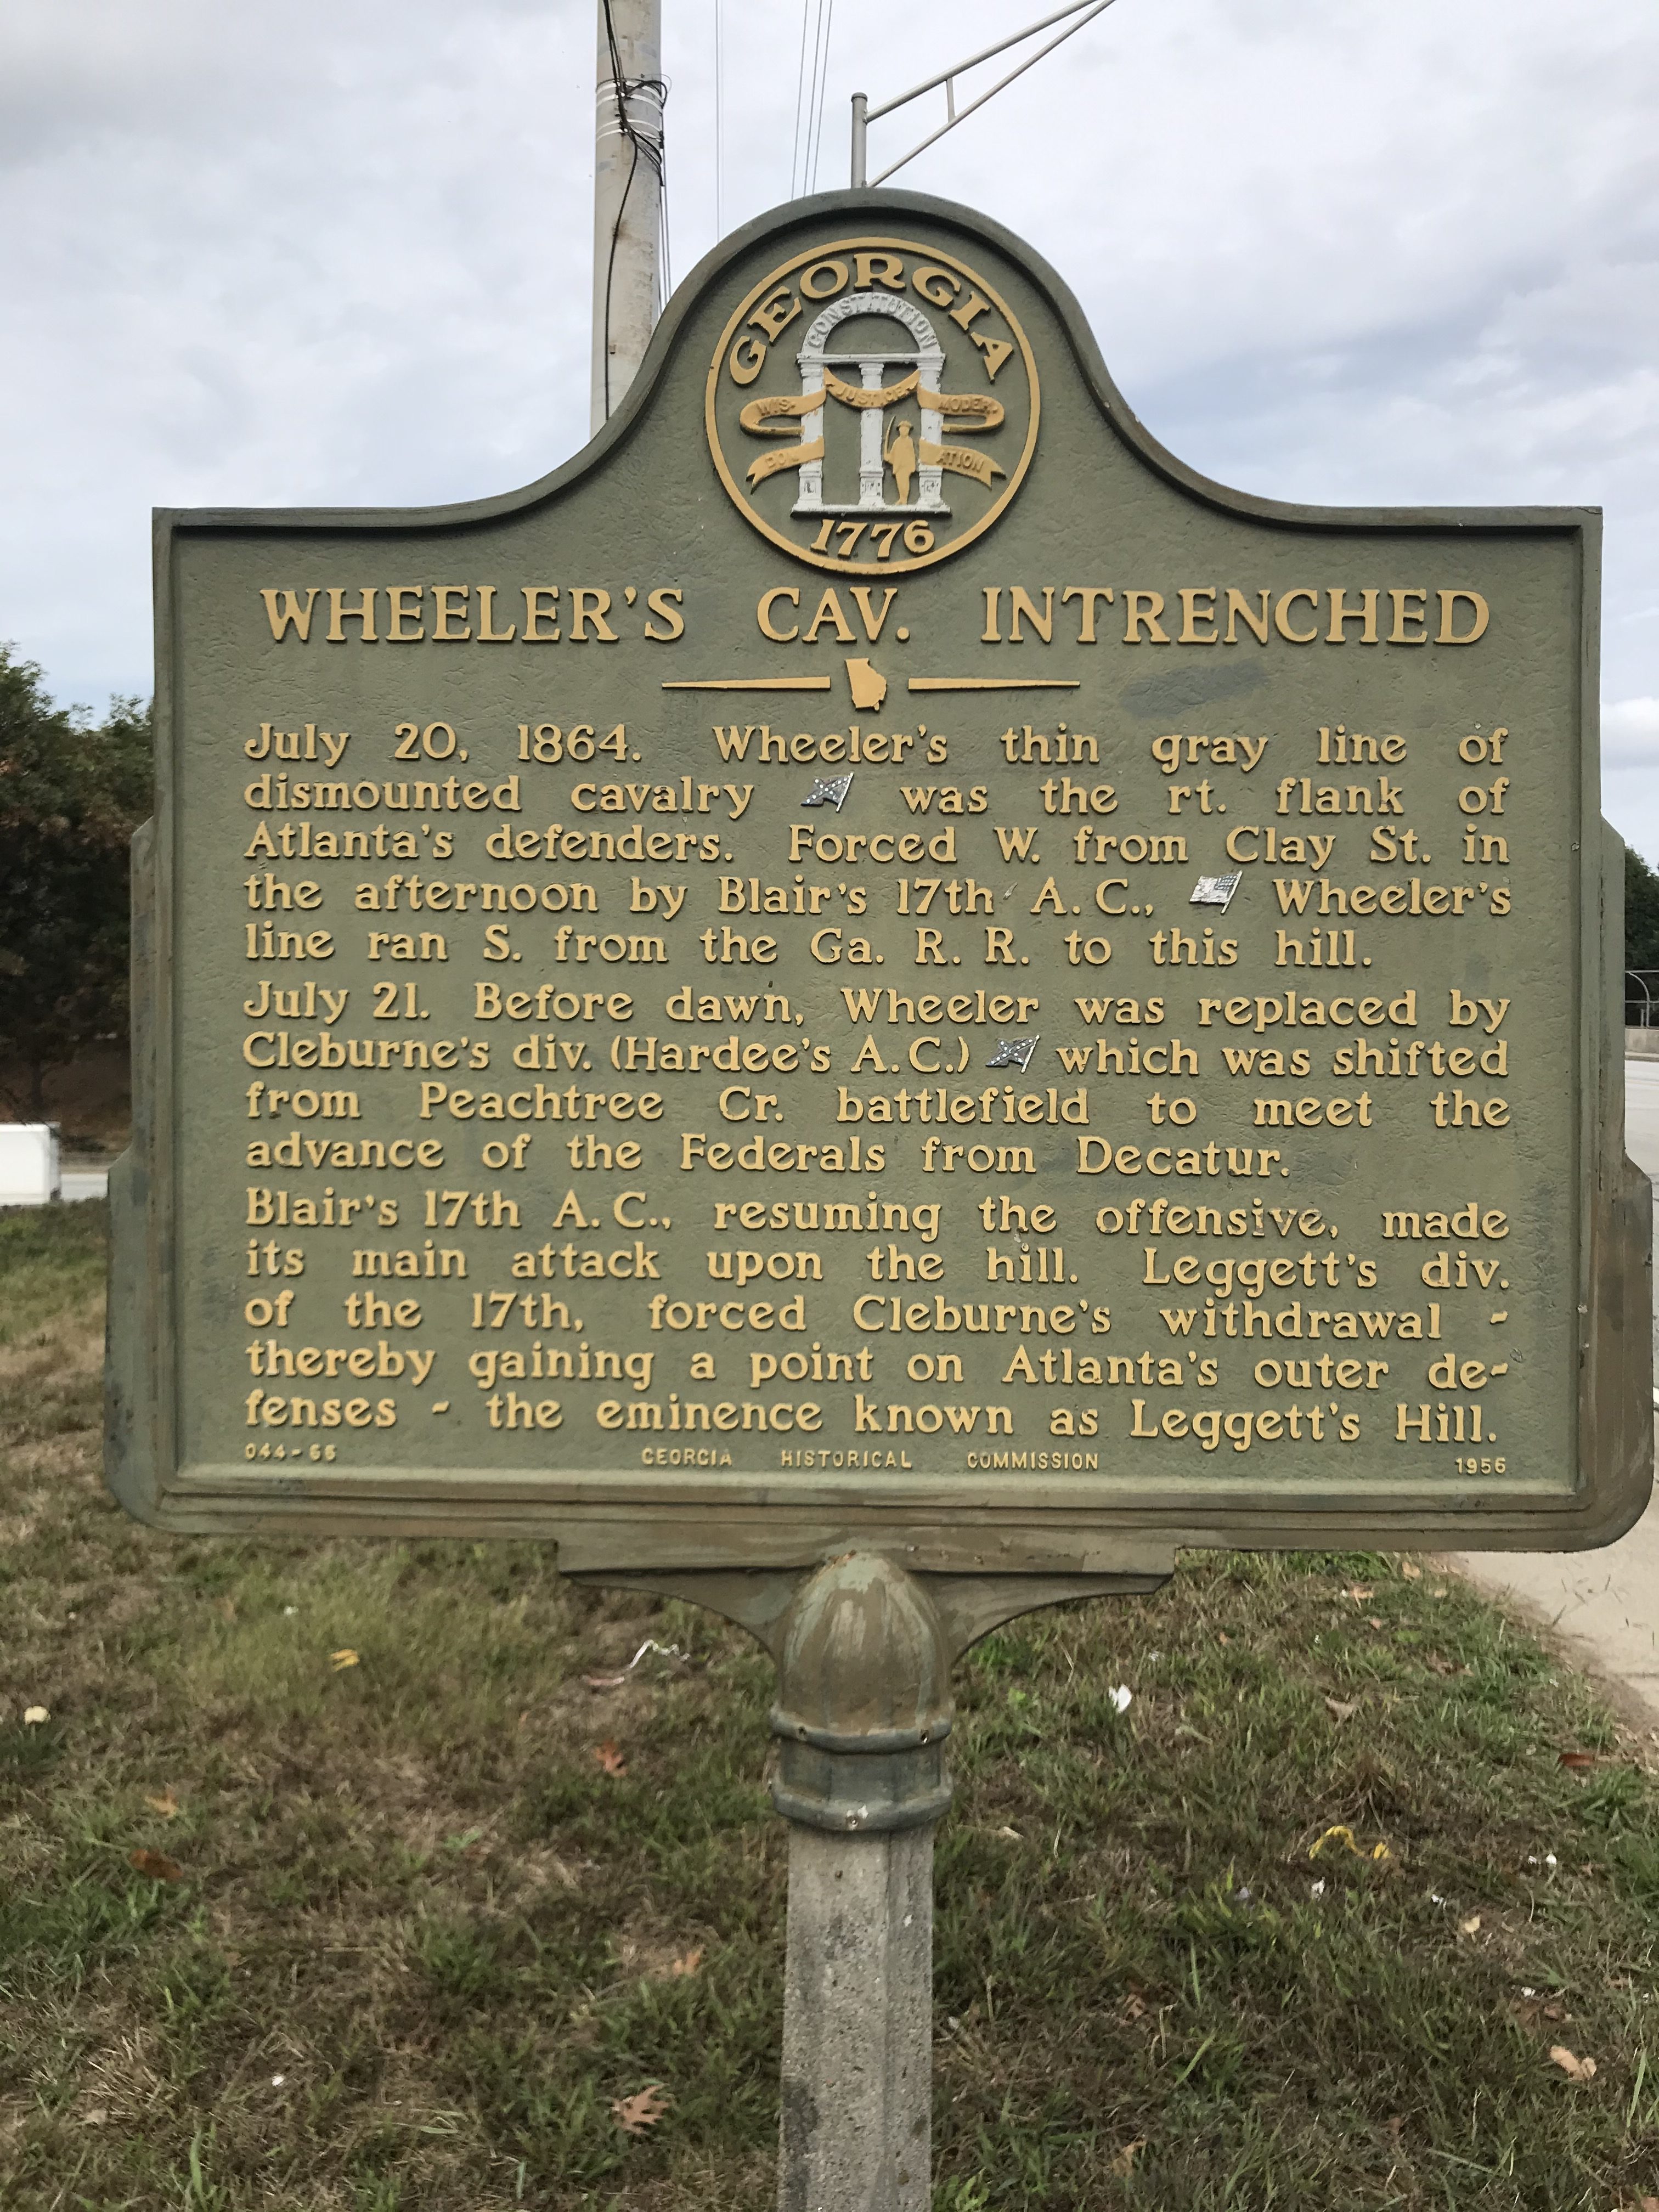 GEORGIA
CONSTITUTION
WIS- JUSTICE MODER-
DOM ATION
1776
WHEELER'S CAV. INTRENCHED
July 20, 1864. Wheeler's thin gray line of
dismounted cavalry was the rt. flank of
Atlanta's defenders. Forced W. from Clay St. in
the afternoon by Blair's 17th A. C., Wheeler's
line ran S. from the Ga. R. R. to this hill.
July 21. Before dawn, Wheeler was replaced by
Cleburne's div. (Hardee's A. C.) which was shifted
from Peachtree Cr. battlefield to meet the
advance of the Federals from Decatur.
Blair's 17th A. C., resuming the offensive, made
its main attack upon the hill. Leggett's div.
of the 17th, forced Cleburne's withdrawal -
thereby gaining a point on Atlanta's outer de-
fenses - the eminence known as Leggett's Hill.
044-66 GEORGIA HISTORICAL COMMISSION 1956